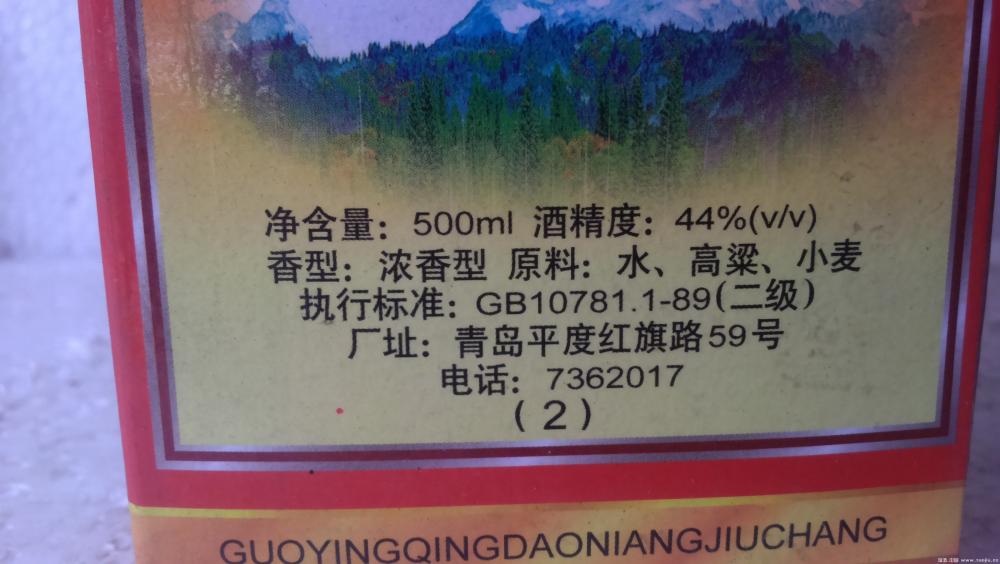 净含量：500ml 酒精度：44%(v/v)
香型：浓香型 原料：水、高粱、小麦
执行标准：GB10781.1-89(二级)
厂址：青岛平度红旗路59号
电话：7362017
(2)
GUOYINGQINGDAONIANGJIUCHANG